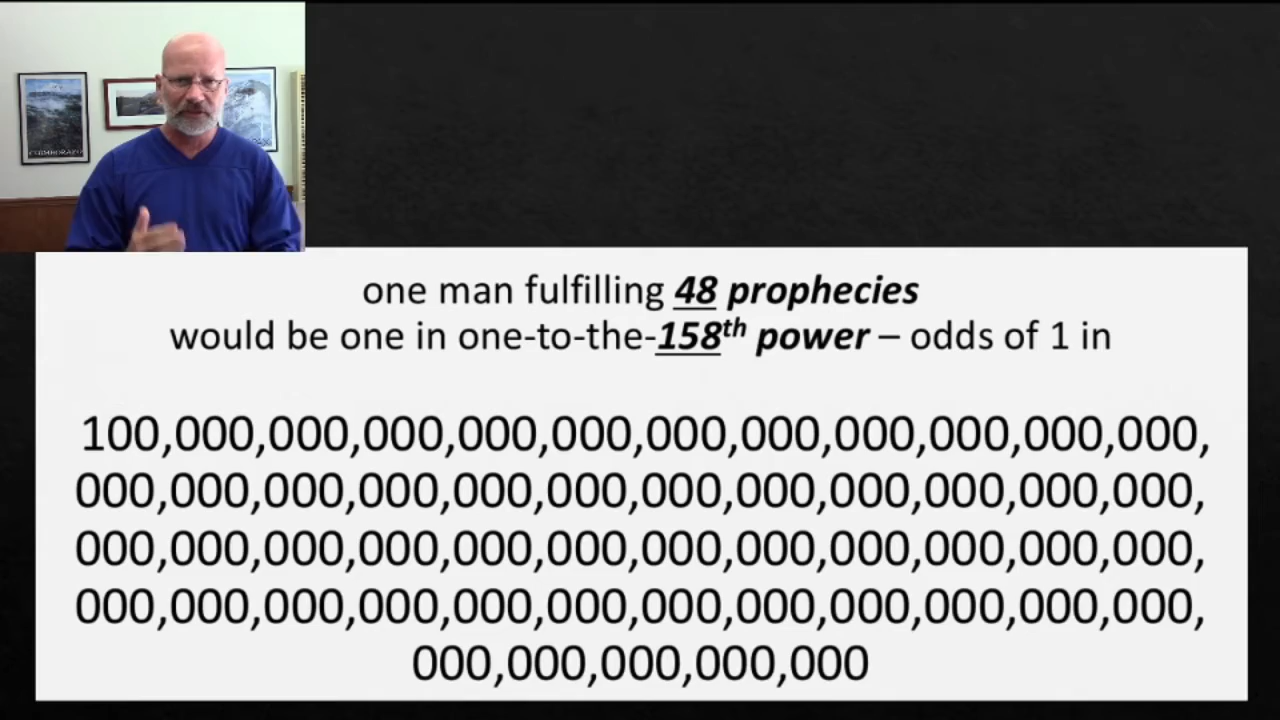 CHIMBORAZO
one man fulfilling 48 prophecies
would be one in one-to-the-158th power – odds of 1 in
100,000,000,000,000,000,000,000,000,000,000,000,
000,000,000,000,000,000,000,000,000,000,000,000,
000,000,000,000,000,000,000,000,000,000,000,000,
000,000,000,000,000,000,000,000,000,000,000,000,
000,000,000,000,000